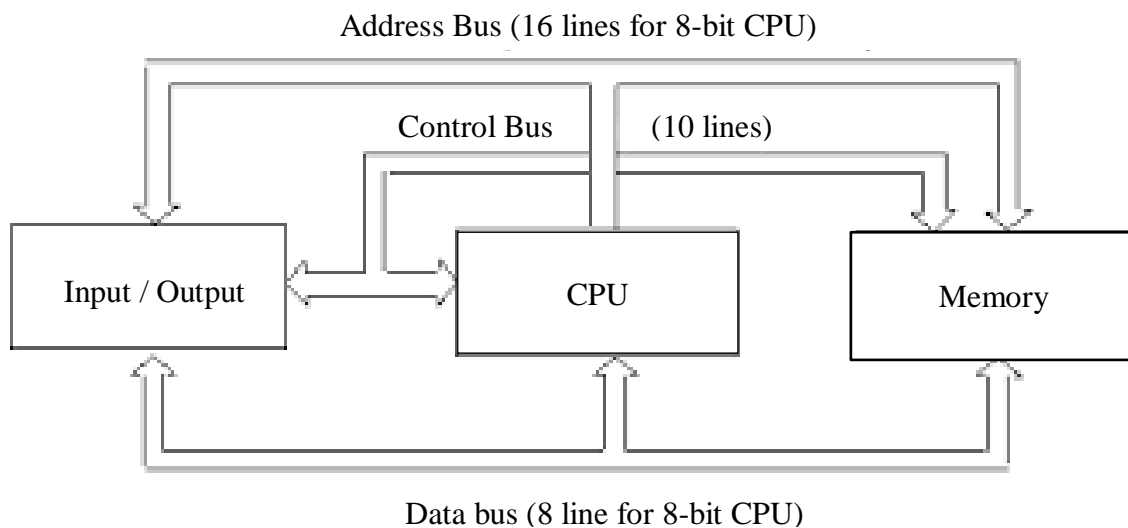 Address Bus (16 lines for 8-bit CPU)
Control Bus (10 lines)
Input / Output
CPU
Memory
Data bus (8 line for 8-bit CPU)